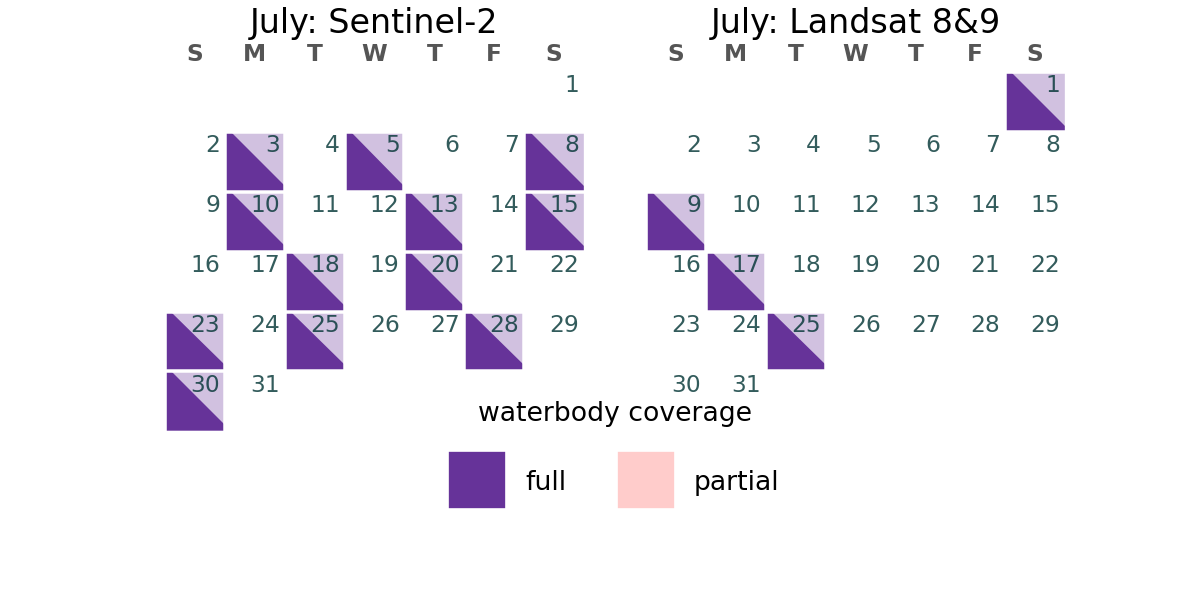 July: Sentinel-2
S M T W T F S
1
2 3 4 5 6 7 8
9 10 11 12 13 14 15
16 17 18 19 20 21 22
23 24 25 26 27 28 29
30 31
July: Landsat 8&9
S M T W T F S
1
2 3 4 5 6 7 8
9 10 11 12 13 14 15
16 17 18 19 20 21 22
23 24 25 26 27 28 29
30 31
waterbody coverage
full partial